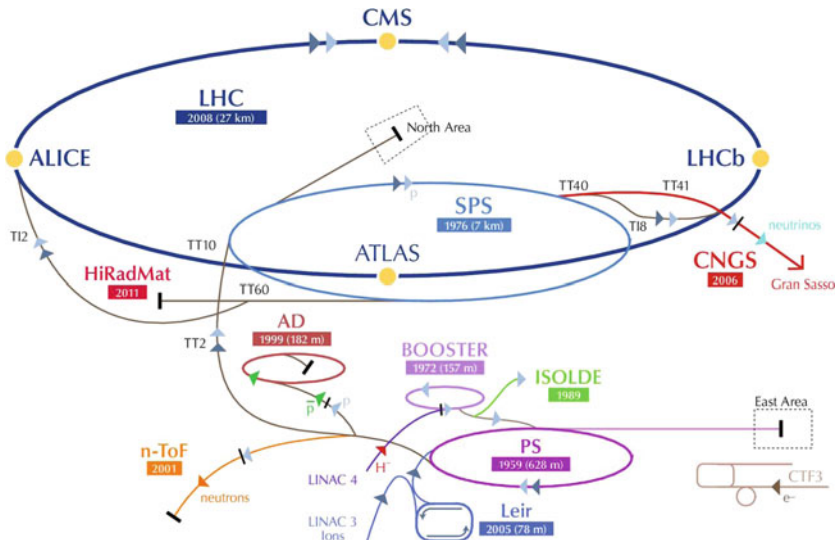 CMS
LHC
2008 (27 km)
North Area
ALICE
LHCb
TT40
TT41
p
SPS
1976 (7 km)
TI8
neutrinos
TT10
TI2
ATLAS
CNGS
2006
Gran Sasso
HiRadMat
2011
TT60
TT2
AD
1999 (182 m)
BOOSTER
1972 (157 m)
ISOLDE
1989
p
p̅
East Area
n-ToF
2001
PS
1959 (628 m)
H⁻
LINAC 4
neutrons
CTF3
e⁻
LINAC 3
Ions
Leir
2005 (78 m)